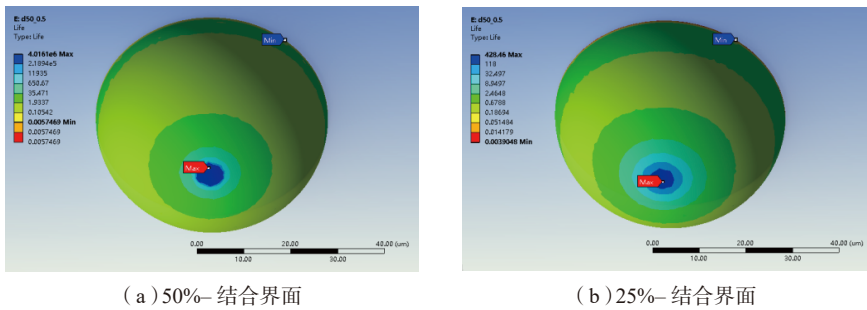 E: d50_0.5
Life
Type: Life
4.0161e6 Max
2.1894e5
11935
650.67
35.471
1.9337
0.10542
0.0057469 Min
0.0057469
0.0057469
Min
Max
0.00
20.00
40.00 (um)
10.00
30.00
(a)50%–结合界面
E: d50_0.5
Life
Type: Life
428.46 Max
118
32.497
8.9497
2.4648
0.6788
0.18694
0.051484
0.014179
0.0039048 Min
Min
Max
0.00
20.00
40.00 (um)
10.00
30.00
(b)25%–结合界面